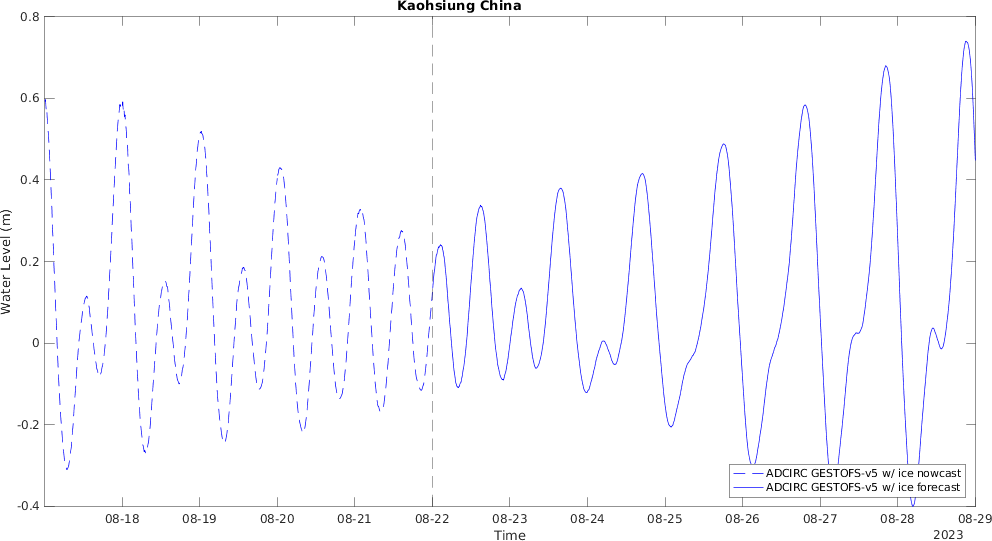 Kaohsiung China
Water Level (m)
0.8
0.6
0.4
0.2
0
-0.2
-0.4
ADCIRC GESTOFS-v5 w/ ice nowcast
ADCIRC GESTOFS-v5 w/ ice forecast
08-18 08-19 08-20 08-21 08-22 08-23 08-24 08-25 08-26 08-27 08-28 08-29
Time
2023